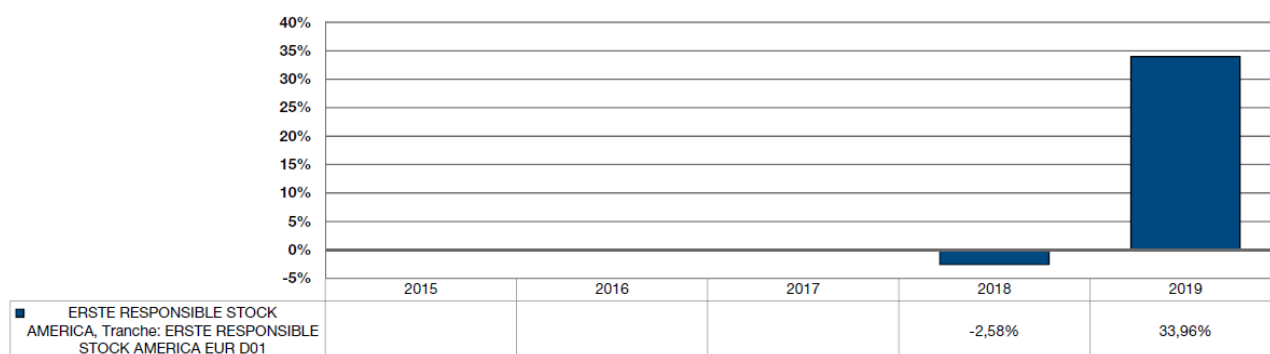 40%
35%
30%
25%
20%
15%
10%
5%
0%
-5%
2015 2016 2017 2018 2019
ERSTE RESPONSIBLE STOCK
AMERICA, Tranche: ERSTE RESPONSIBLE
STOCK AMERICA EUR D01
-2,58% 33,96%